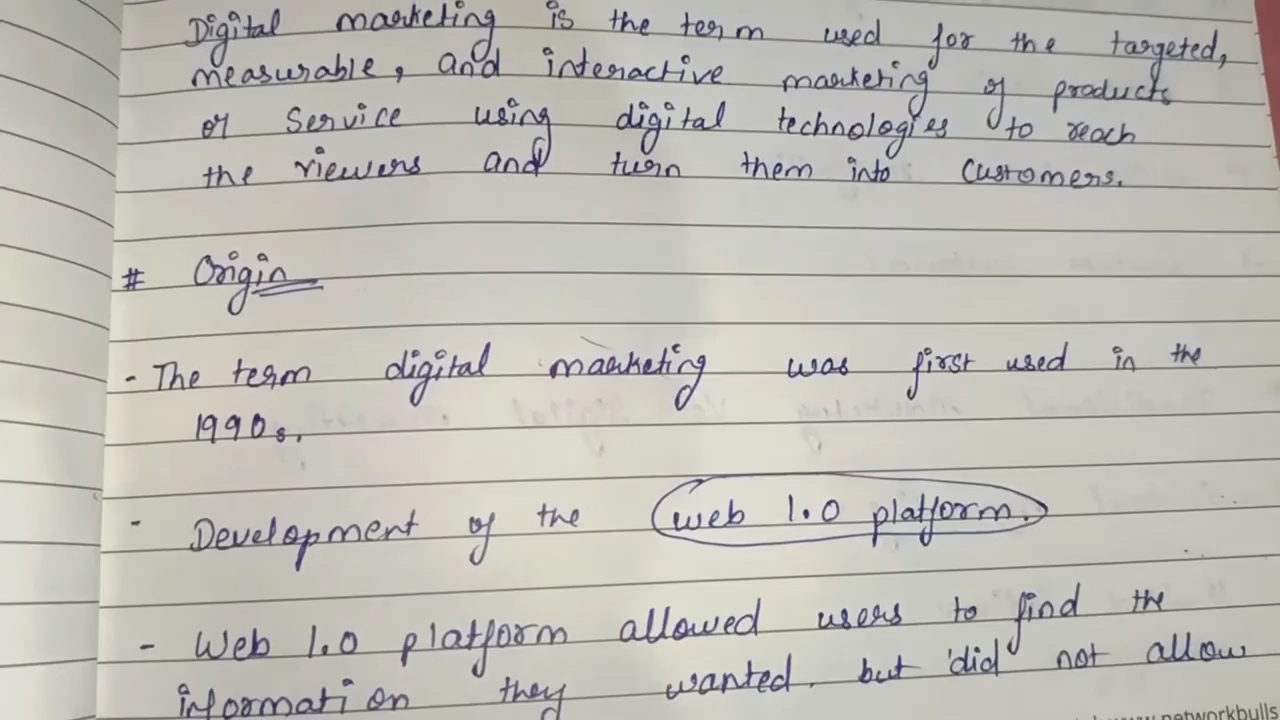 Digital marketing is the term used for the targeted,
measurable, and interactive marketing of products
or Service using digital technologies to reach
the viewers and turn them into Customers.
# Origin
- The term digital marketing was first used in the
1990s.
- Development of the web 1.0 platform.
- Web 1.0 platform allowed users to find the
information they wanted. but did not allow
www.networkbulls